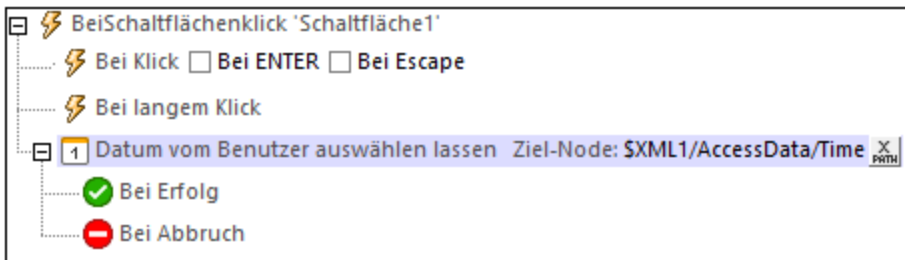 BeiSchaltflächenklick 'Schaltfläche1'
Bei Klick Bei ENTER Bei Escape
Bei langem Klick
1 Datum vom Benutzer auswählen lassen Ziel-Node: $XML1/AccessData/Time X PATH
Bei Erfolg
Bei Abbruch